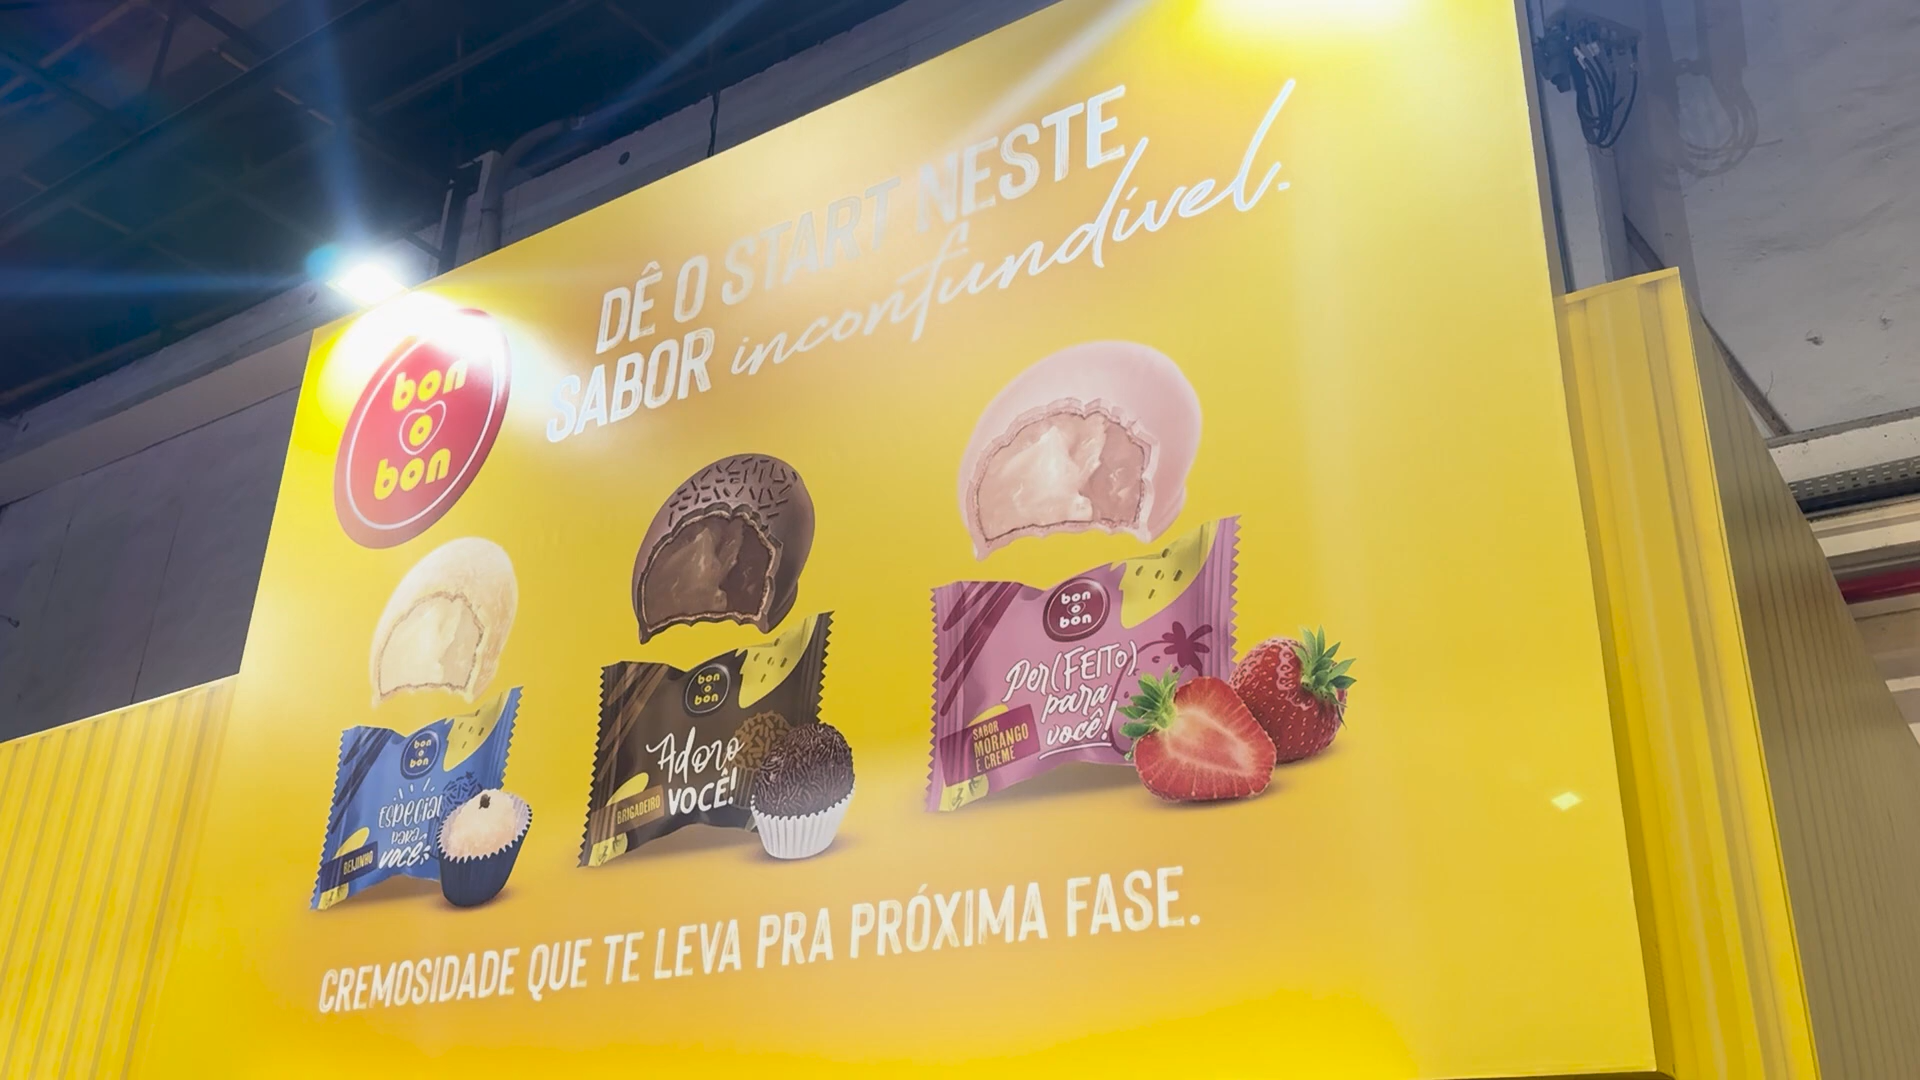 DÊ O START NESTE
SABOR inconfundível.
bon
o
bon
bon
o
bon
ESPECIAL
PARA
VOCÊ
BEIJINHO
bon
o
bon
Adoro
VOCÊ!
BRIGADEIRO
bon
o
bon
Per(FEITO)
para
você!
SABOR
MORANGO
E CREME
CREMOSIDADE QUE TE LEVA PRA PRÓXIMA FASE.